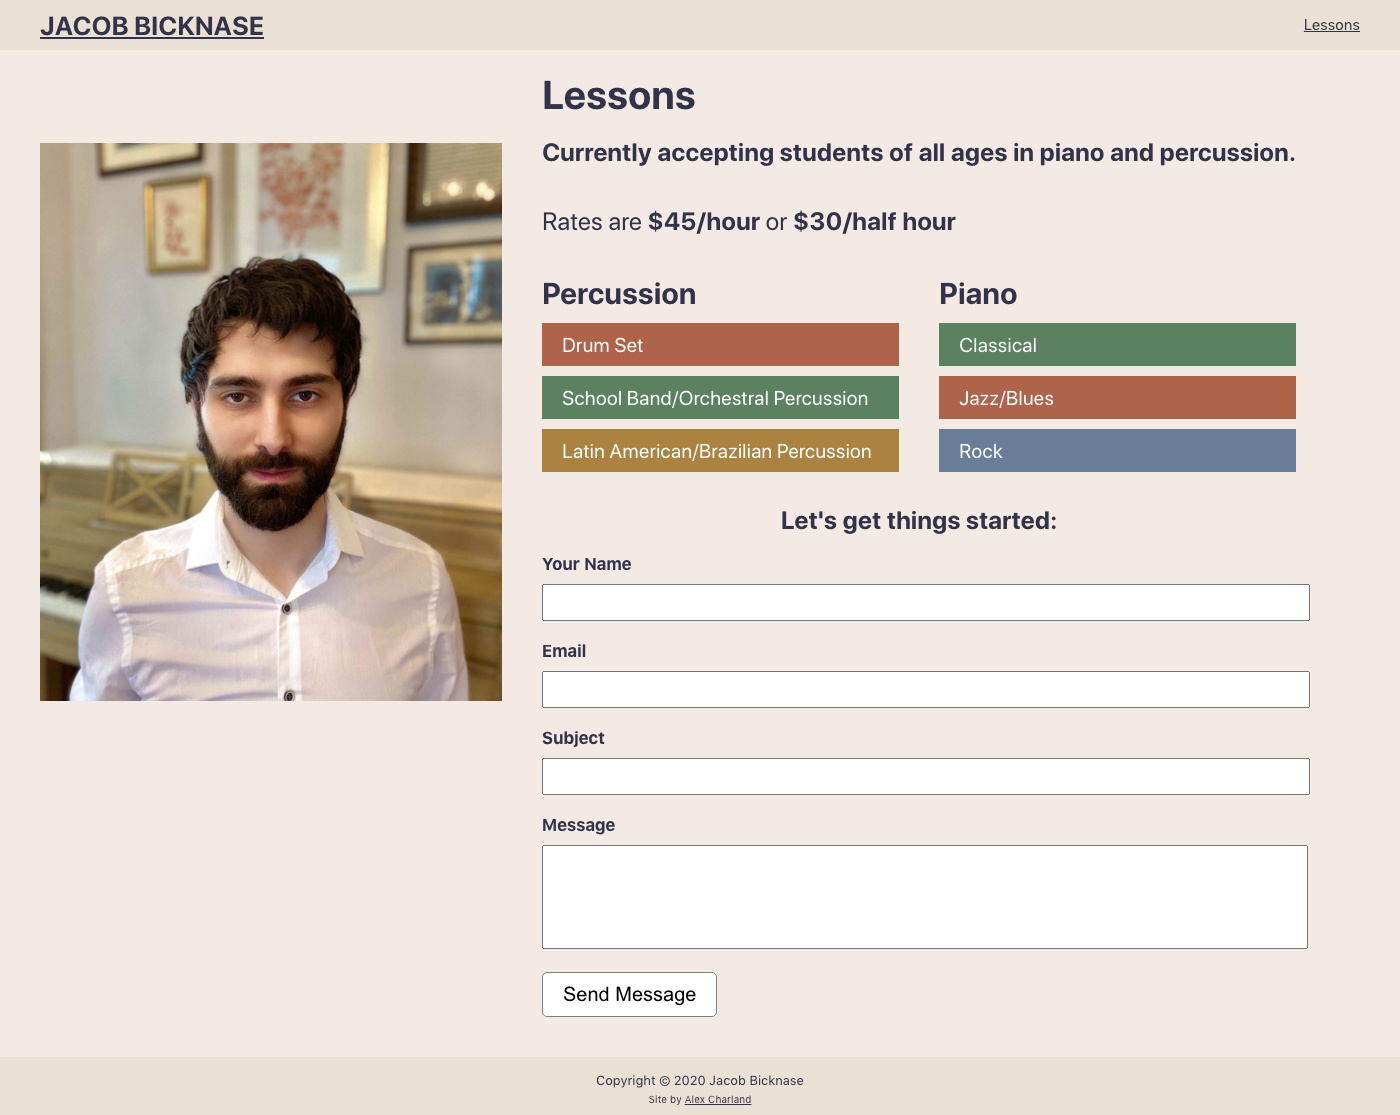 JACOB BICKNASE
Lessons
Lessons
Currently accepting students of all ages in piano and percussion.
Rates are $45/hour or $30/half hour
Percussion
Drum Set
School Band/Orchestral Percussion
Latin American/Brazilian Percussion
Piano
Classical
Jazz/Blues
Rock
Let's get things started:
Your Name
Email
Subject
Message
Send Message
Copyright © 2020 Jacob Bicknase
Site by Alex Charland